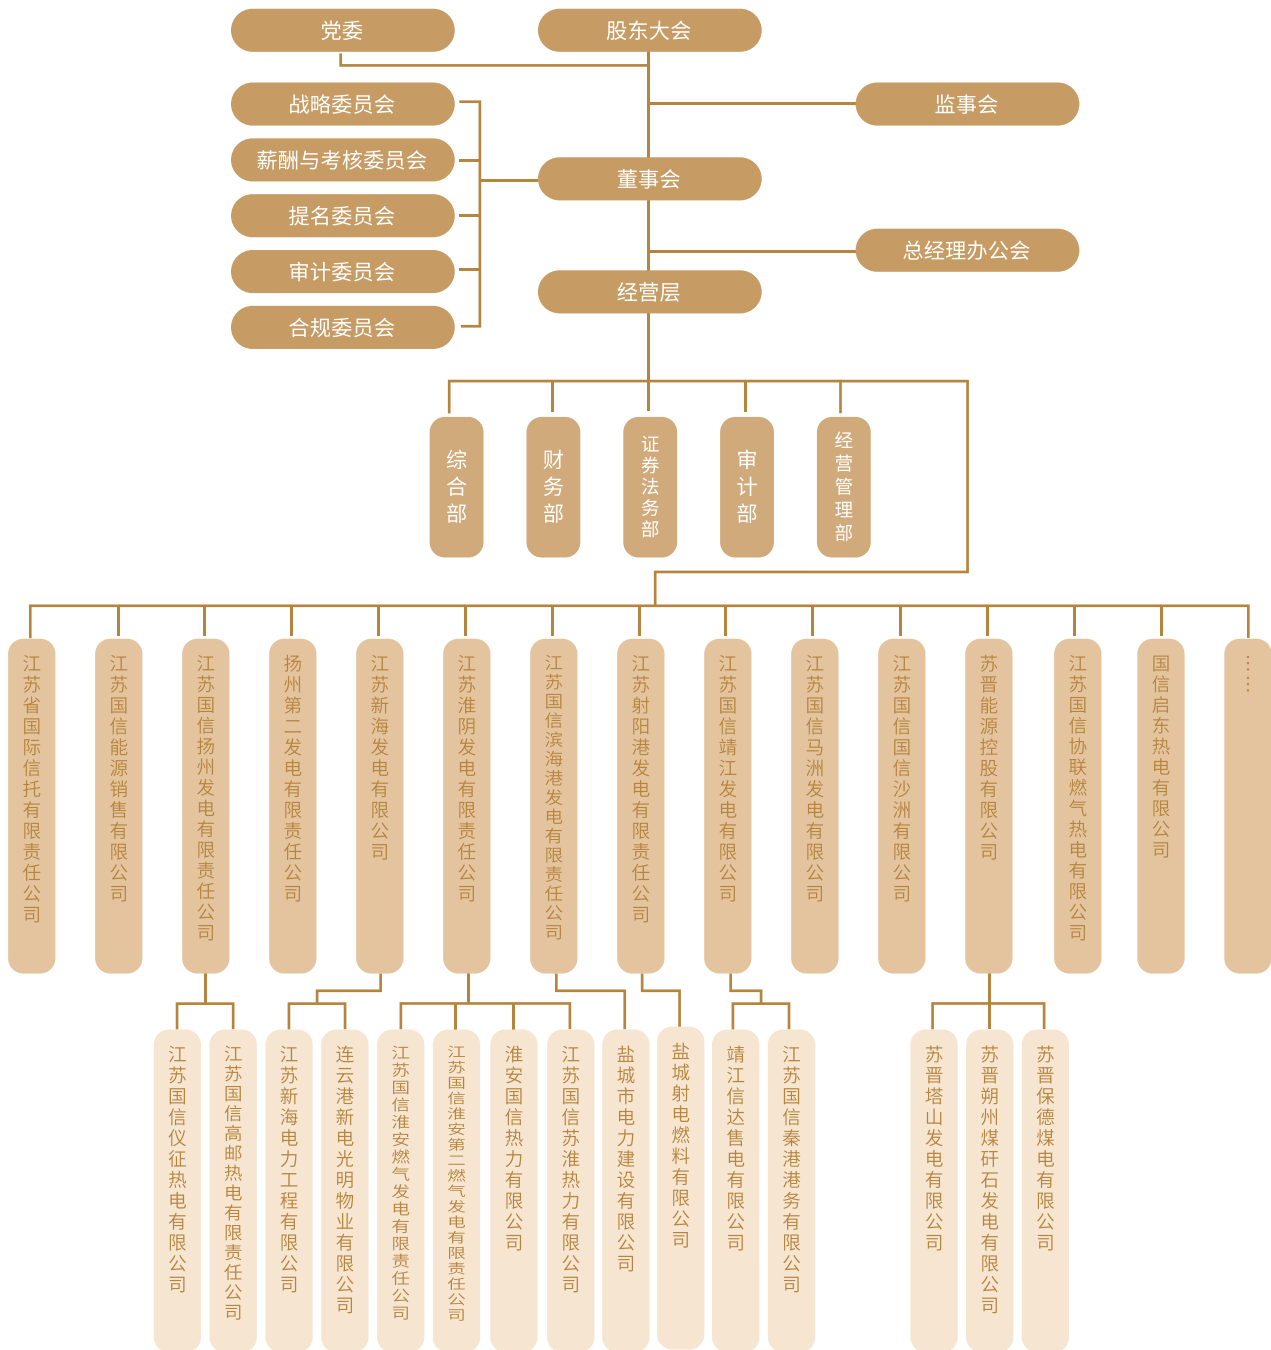 党委
股东大会
战略委员会
监事会
薪酬与考核委员会
董事会
提名委员会
总经理办公会
审计委员会
经营层
合规委员会
综合部
财务部
证券法务部
审计部
经营管理部
江苏省国际信托有限责任公司
江苏国信能源销售有限公司
江苏国信扬州发电有限责任公司
扬州第二发电有限责任公司
江苏新海发电有限公司
江苏淮阴发电有限责任公司
江苏国信滨海港发电有限责任公司
江苏射阳港发电有限责任公司
江苏国信靖江发电有限公司
江苏国信马洲发电有限公司
江苏国信国信沙洲有限公司
苏晋能源控股有限公司
江苏国信协联燃气热电有限公司
国信启东热电有限公司
……
江苏国信仪征热电有限公司
江苏国信高邮热电有限责任公司
江苏新海电力工程有限公司
连云港新电光明物业有限公司
江苏国信淮安燃气发电有限责任公司
江苏国信淮安第二燃气发电有限责任公司
淮安国信热力有限公司
江苏国信苏淮热力有限公司
盐城市电力建设有限公司
盐城射电燃料有限公司
靖江信达售电有限公司
江苏国信秦港港务有限公司
苏晋塔山发电有限公司
苏晋朔州煤矸石发电有限公司
苏晋保德煤电有限公司